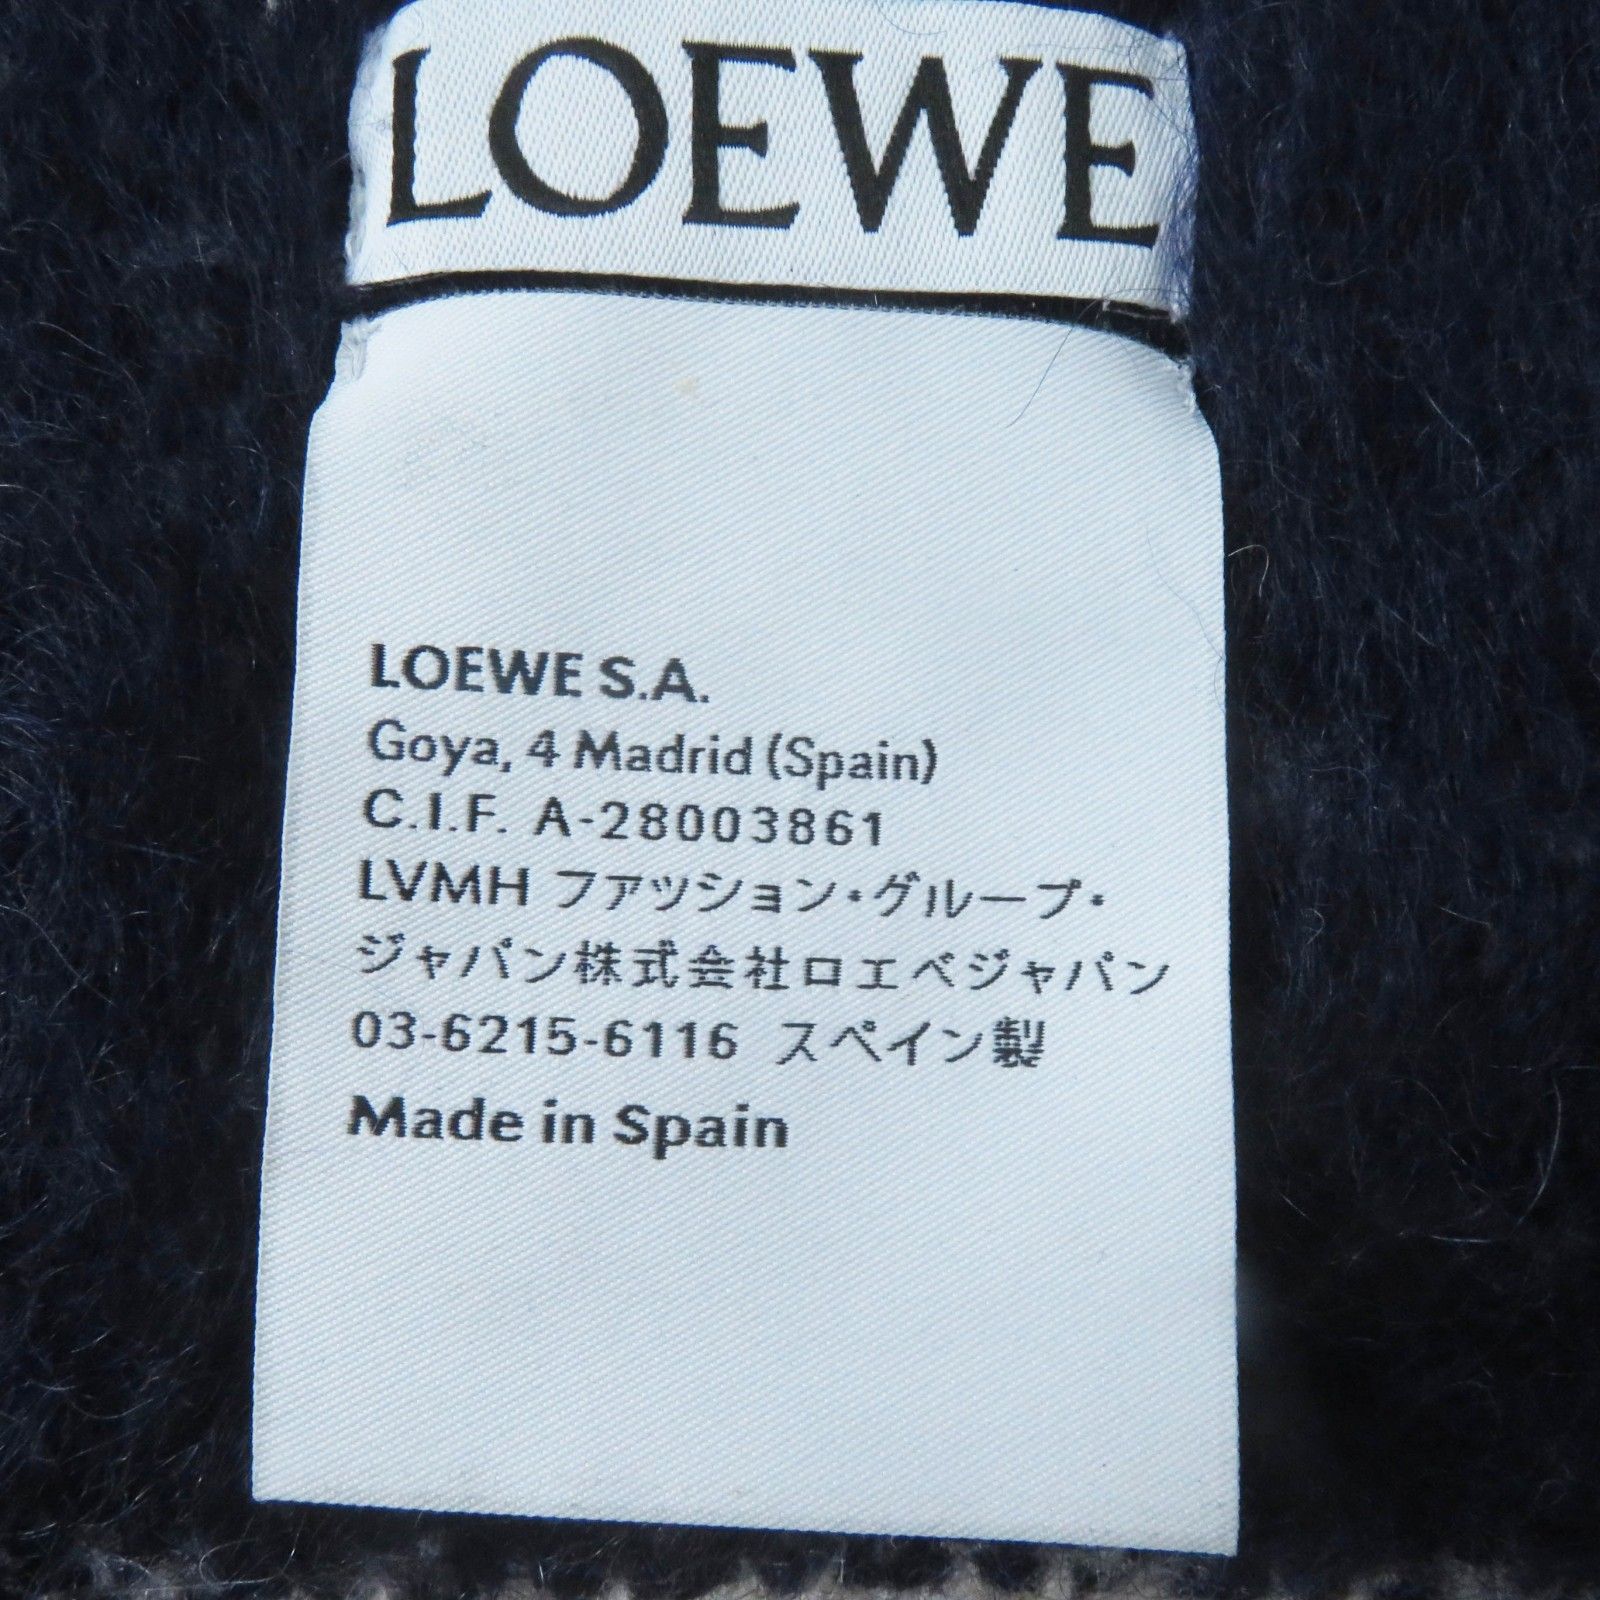 LOEWE
LOEWE S.A.
Goya, 4 Madrid (Spain)
C.I.F. A-28003861
LVMH ファッション・グループ・
ジャパン株式会社ロエベジャパン
03-6215-6116 スペイン製
Made in Spain